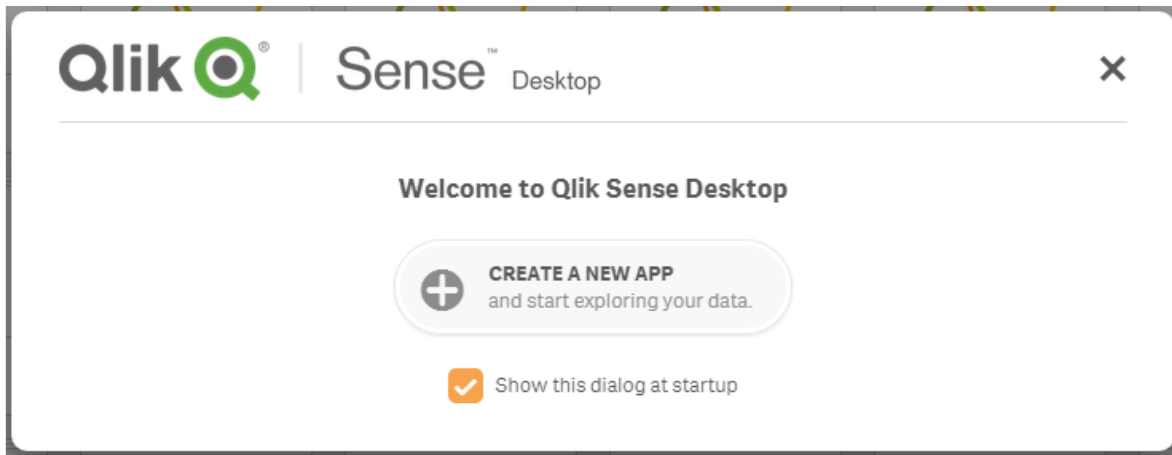 Qlik® Sense™ Desktop
Welcome to Qlik Sense Desktop
CREATE A NEW APP
and start exploring your data.
Show this dialog at startup